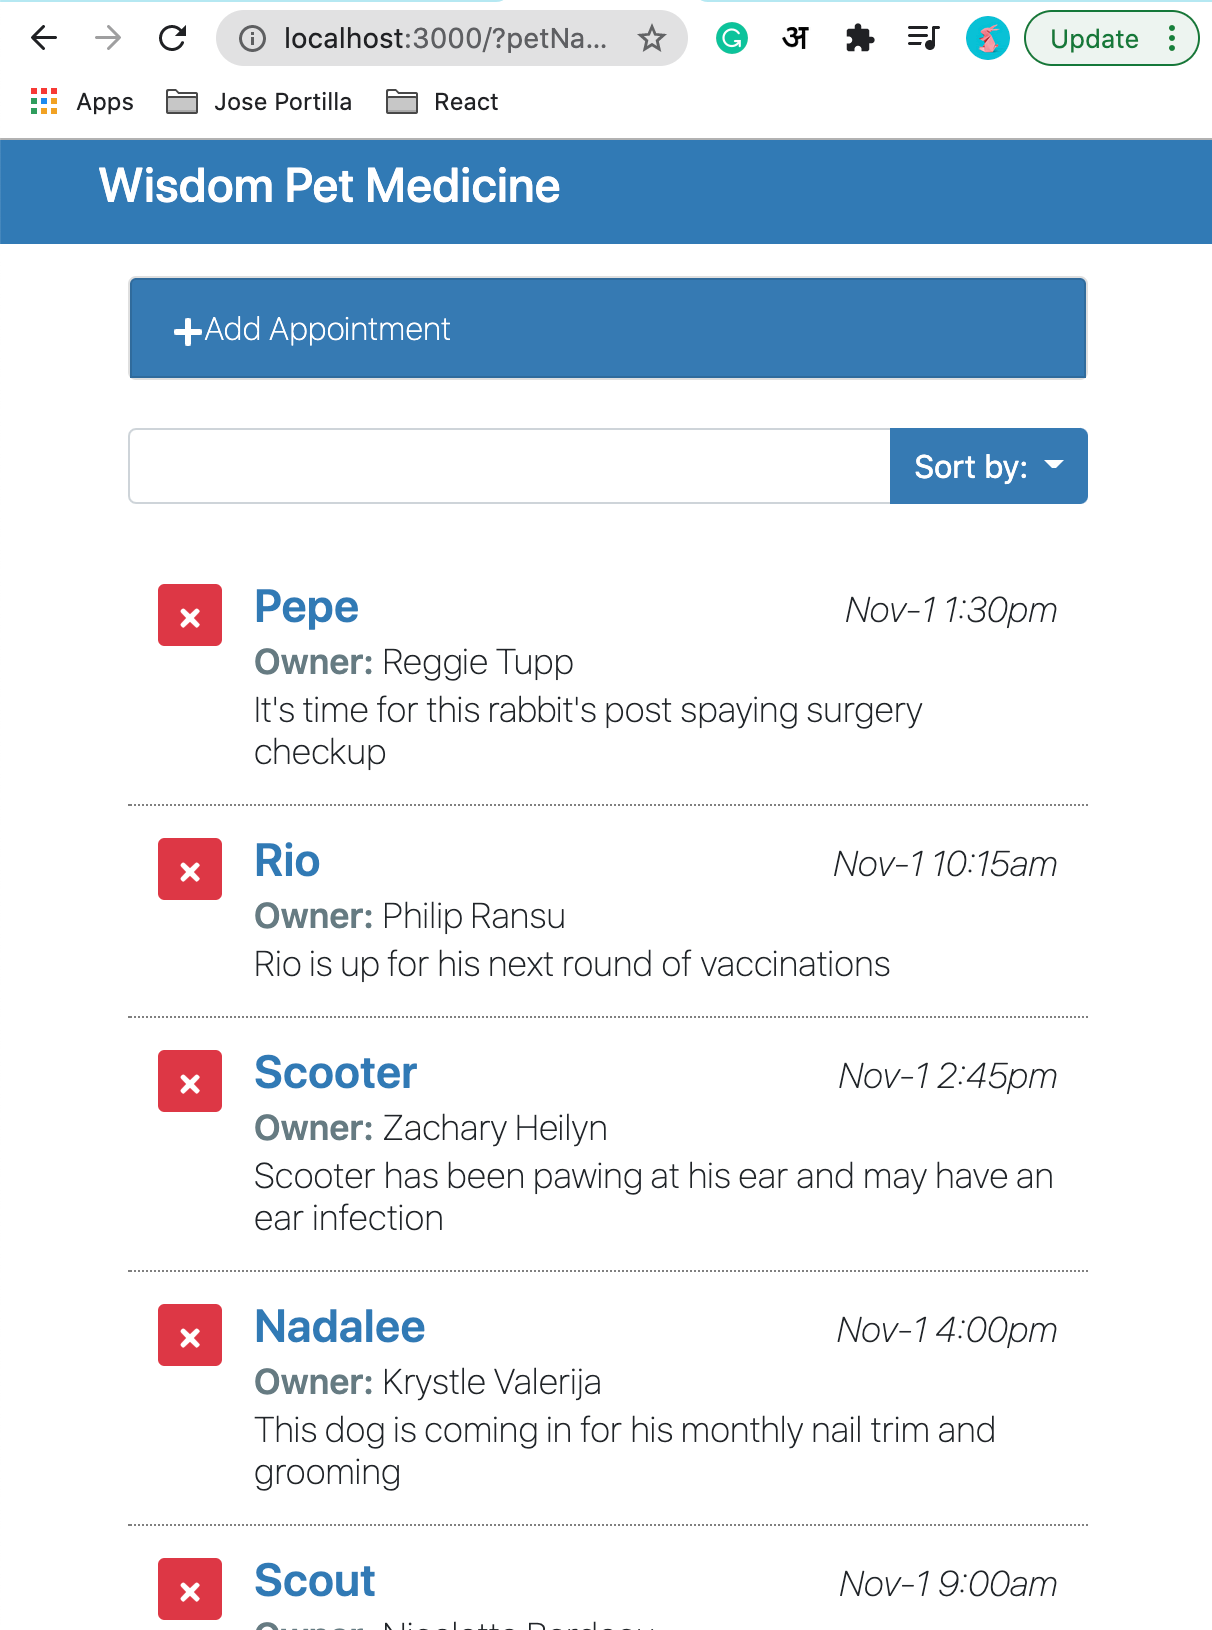 localhost:3000/?petNa...
अ
Update
Apps
Jose Portilla
React
Wisdom Pet Medicine
Add Appointment
Sort by:
Pepe
Nov-1 1:30pm
Owner: Reggie Tupp
It's time for this rabbit's post spaying surgery
checkup
Rio
Nov-1 10:15am
Owner: Philip Ransu
Rio is up for his next round of vaccinations
Scooter
Nov-1 2:45pm
Owner: Zachary Heilyn
Scooter has been pawing at his ear and may have an
ear infection
Nadalee
Nov-1 4:00pm
Owner: Krystle Valerija
This dog is coming in for his monthly nail trim and
grooming
Scout
Nov-1 9:00am
Owner: